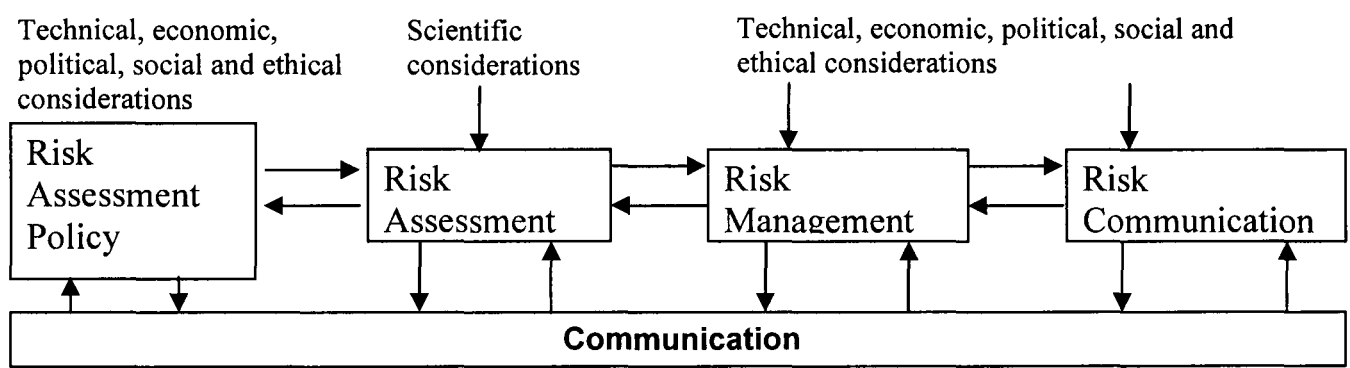 Technical, economic,
political, social and ethical
considerations
Scientific
considerations
Technical, economic, political, social and
ethical considerations
Risk
Assessment
Policy
Risk
Assessment
Risk
Management
Risk
Communication
Communication